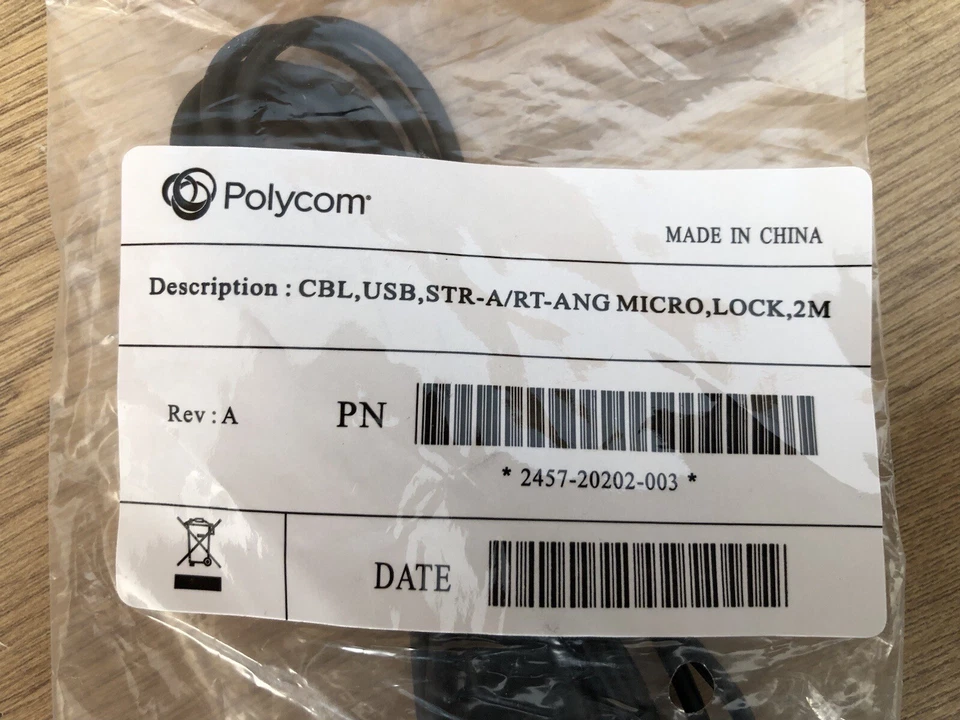 Polycom
MADE IN CHINA
Description : CBL,USB,STR-A/RT-ANG MICRO,LOCK,2M
Rev : A
PN
* 2457-20202-003 *
DATE